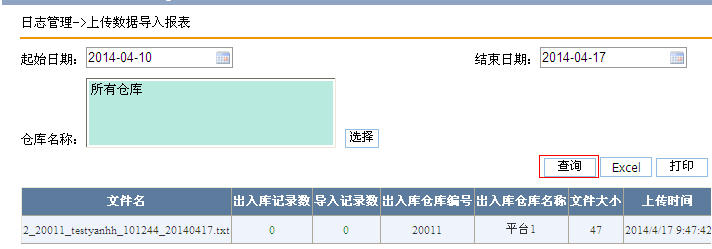 日志管理->上传数据导入报表
起始日期： 2014-04-10 结束日期： 2014-04-17
所有仓库
仓库名称： 选择
查询 Excel 打印
文件名 出入库记录数 导入记录数 出入库仓库编号 出入库仓库名称 文件大小 上传时间
2_20011_testyanhh_101244_20140417.txt 0 0 20011 平台1 47 2014/4/17 9:47:42